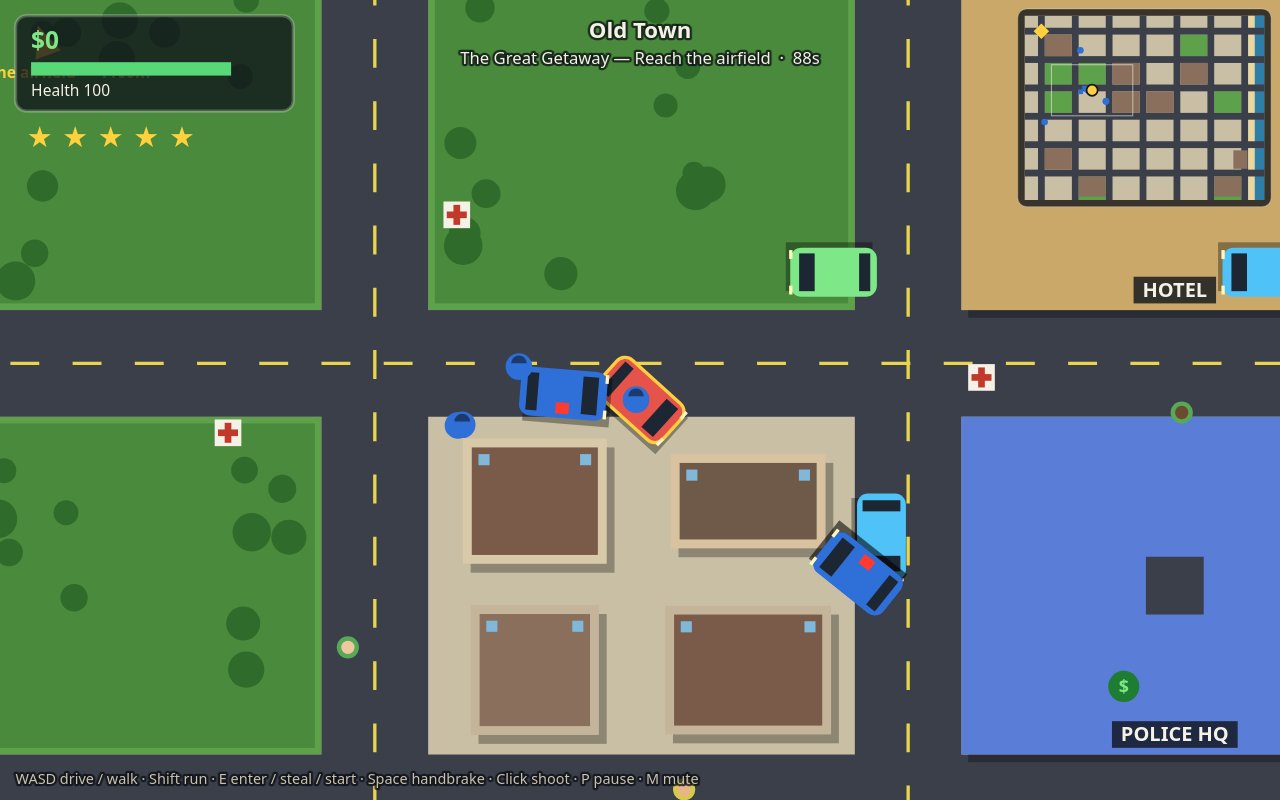 $0
Health 100
★ ★ ★ ★ ★
Old Town
The Great Getaway — Reach the airfield · 88s
HOTEL
$
POLICE HQ
WASD drive / walk · Shift run · E enter / steal / start · Space handbrake · Click shoot · P pause · M mute